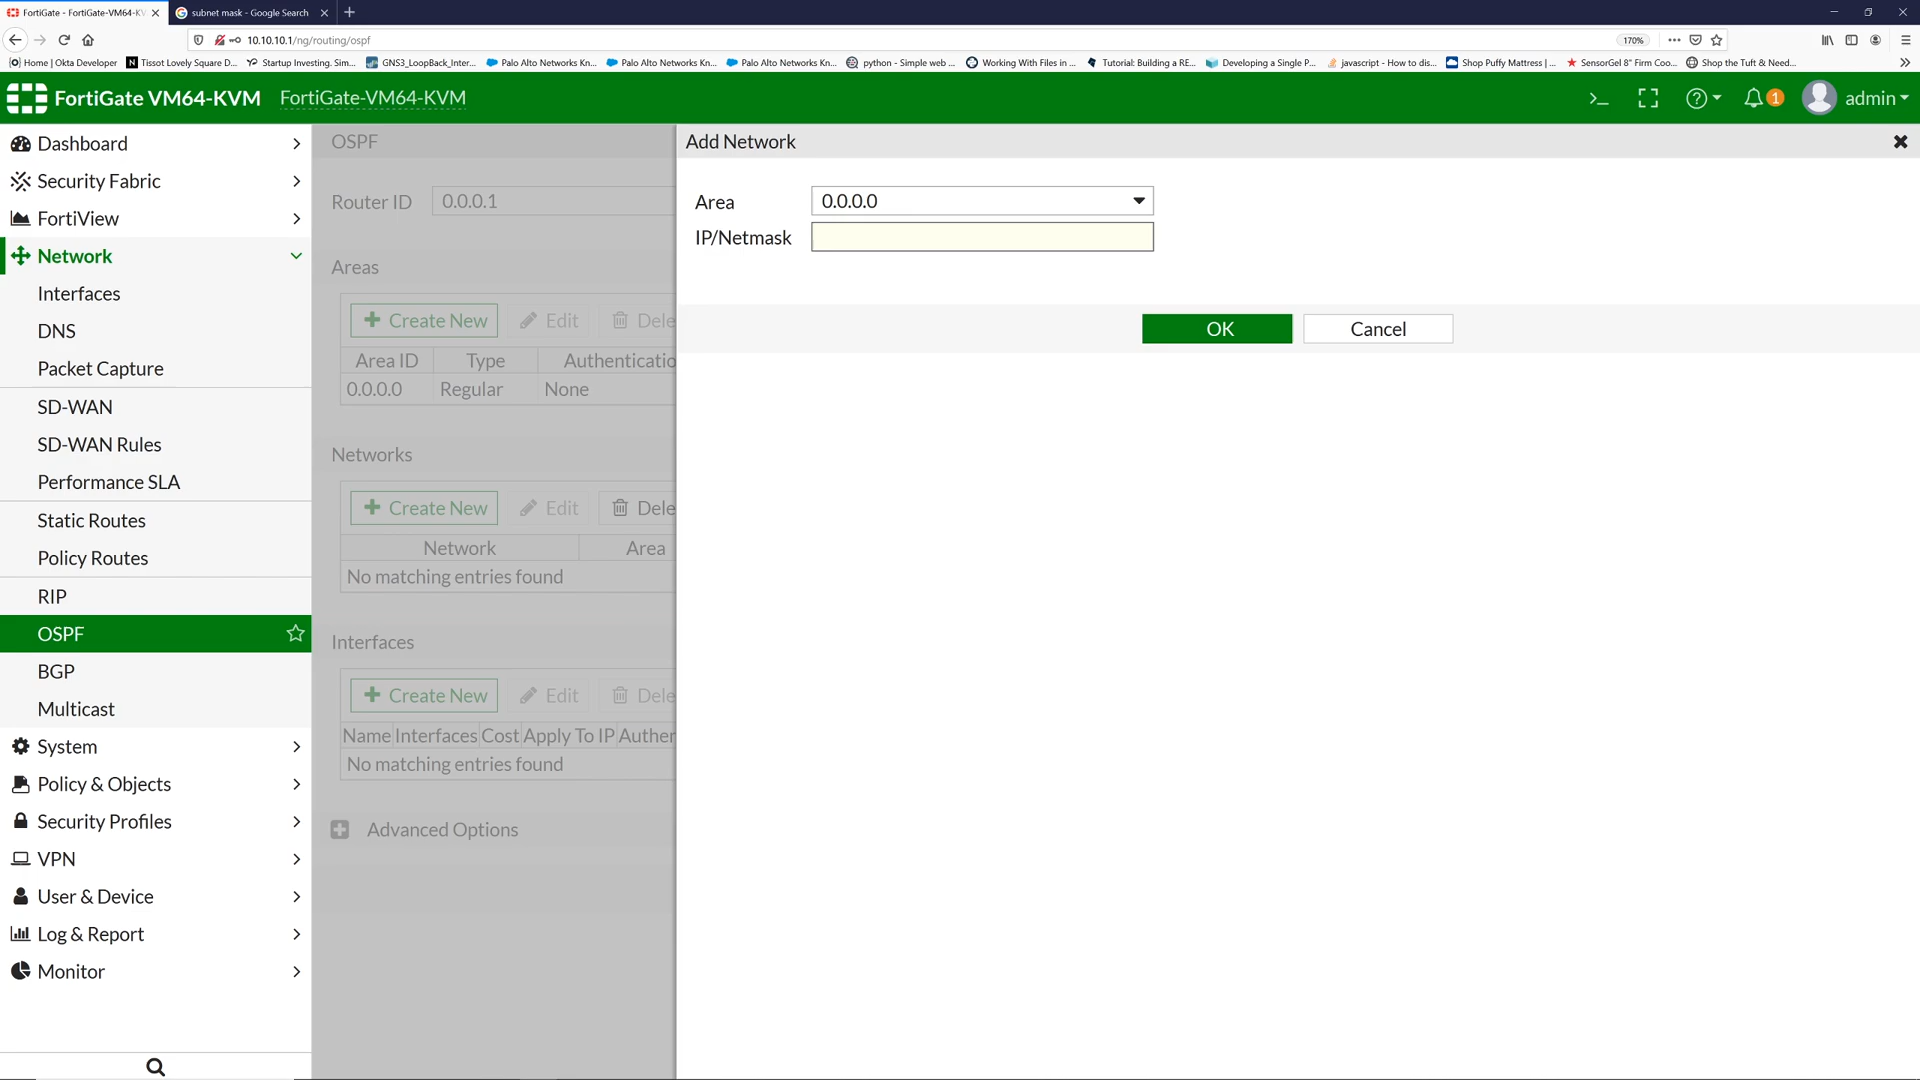 FortiGate - FortiGate-VM64-KV
subnet mask - Google Search
10.10.10.1/ng/routing/ospf
170%
Home | Okta Developer
Tissot Lovely Square D...
Startup Investing. Sim...
GNS3_LoopBack_Inter...
Palo Alto Networks Kn...
Palo Alto Networks Kn...
Palo Alto Networks Kn...
python - Simple web ...
Working With Files in ...
Tutorial: Building a RE...
Developing a Single P...
javascript - How to dis...
Shop Puffy Mattress | ...
SensorGel 8" Firm Coo...
Shop the Tuft & Need...
FortiGate VM64-KVM
FortiGate-VM64-KVM
1
admin
Dashboard
Security Fabric
FortiView
Network
Interfaces
DNS
Packet Capture
SD-WAN
SD-WAN Rules
Performance SLA
Static Routes
Policy Routes
RIP
OSPF
BGP
Multicast
System
Policy & Objects
Security Profiles
VPN
User & Device
Log & Report
Monitor
OSPF
Router ID 0.0.0.1
Areas
Create New Edit Dele
Area ID Type Authenticatio
0.0.0.0 Regular None
Networks
Create New Edit Dele
Network Area
No matching entries found
Interfaces
Create New Edit Dele
Name Interfaces Cost Apply To IP Auther
No matching entries found
Advanced Options
Add Network
Area 0.0.0.0
IP/Netmask
OK Cancel